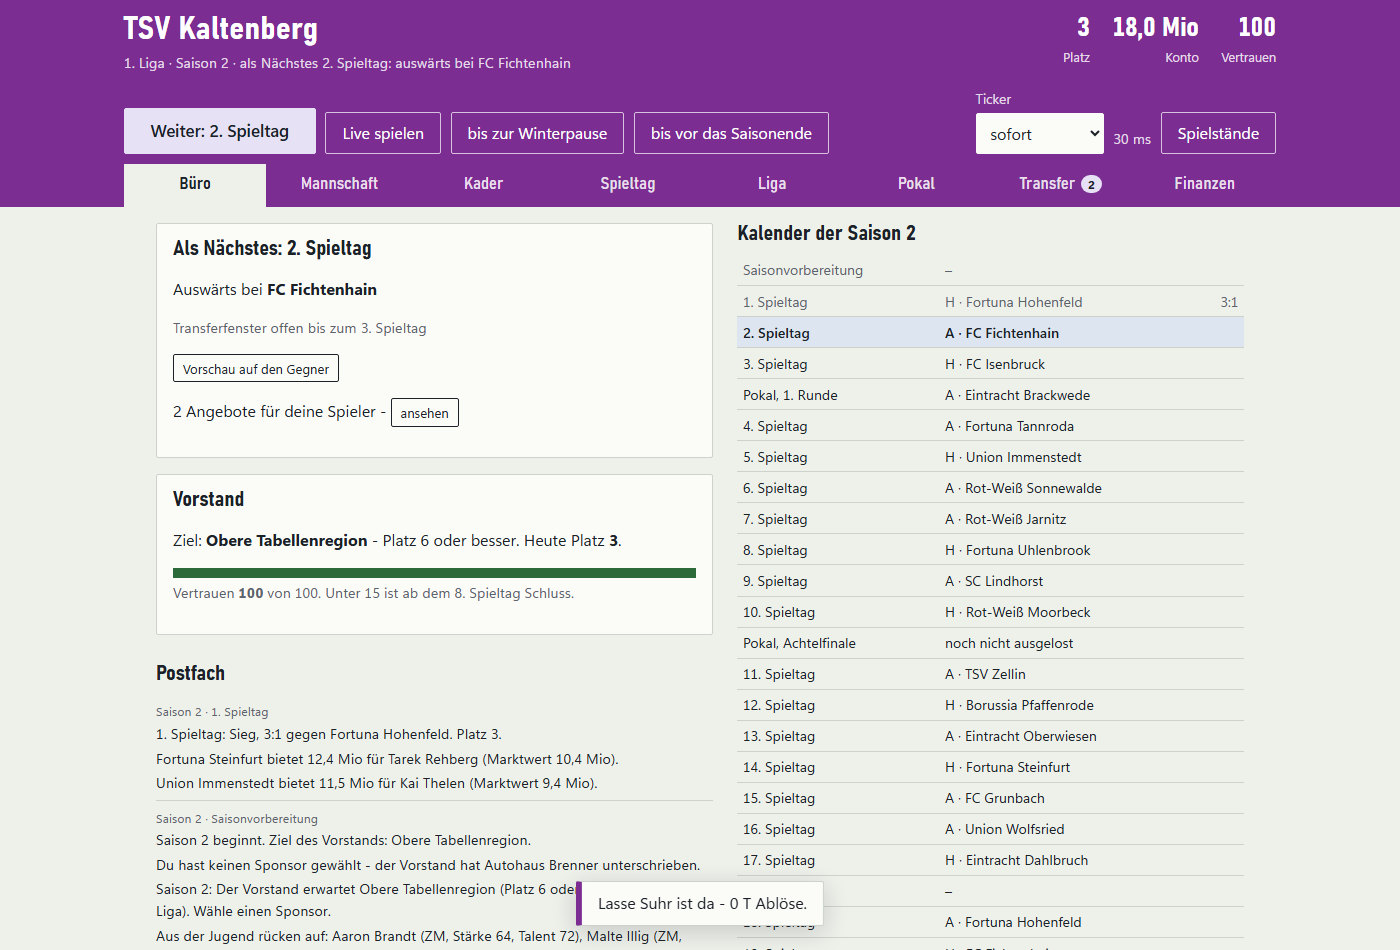 TSV Kaltenberg
1. Liga · Saison 2 · als Nächstes 2. Spieltag: auswärts bei FC Fichtenhain
3
Platz
18,0 Mio
Konto
100
Vertrauen
Weiter: 2. Spieltag
Live spielen
bis zur Winterpause
bis vor das Saisonende
Ticker
sofort
30 ms
Spielstände
Büro
Mannschaft
Kader
Spieltag
Liga
Pokal
Transfer 2
Finanzen
Als Nächstes: 2. Spieltag
Auswärts bei FC Fichtenhain
Transferfenster offen bis zum 3. Spieltag
Vorschau auf den Gegner
2 Angebote für deine Spieler - ansehen
Vorstand
Ziel: Obere Tabellenregion - Platz 6 oder besser. Heute Platz 3.
Vertrauen 100 von 100. Unter 15 ist ab dem 8. Spieltag Schluss.
Postfach
Saison 2 · 1. Spieltag
1. Spieltag: Sieg, 3:1 gegen Fortuna Hohenfeld. Platz 3.
Fortuna Steinfurt bietet 12,4 Mio für Tarek Rehberg (Marktwert 10,4 Mio).
Union Immenstedt bietet 11,5 Mio für Kai Thelen (Marktwert 9,4 Mio).
Saison 2 · Saisonvorbereitung
Saison 2 beginnt. Ziel des Vorstands: Obere Tabellenregion.
Du hast keinen Sponsor gewählt - der Vorstand hat Autohaus Brenner unterschrieben.
Saison 2: Der Vorstand erwartet Obere Tabellenregion (Platz 6 oder
Liga). Wähle einen Sponsor.
Aus der Jugend rücken auf: Aaron Brandt (ZM, Stärke 64, Talent 72), Malte Illig (ZM,
Kalender der Saison 2
Saisonvorbereitung –
1. Spieltag H · Fortuna Hohenfeld 3:1
2. Spieltag A · FC Fichtenhain
3. Spieltag H · FC Isenbruck
Pokal, 1. Runde A · Eintracht Brackwede
4. Spieltag A · Fortuna Tannroda
5. Spieltag H · Union Immenstedt
6. Spieltag A · Rot-Weiß Sonnewalde
7. Spieltag A · Rot-Weiß Jarnitz
8. Spieltag H · Fortuna Uhlenbrook
9. Spieltag A · SC Lindhorst
10. Spieltag H · Rot-Weiß Moorbeck
Pokal, Achtelfinale noch nicht ausgelost
11. Spieltag A · TSV Zellin
12. Spieltag H · Borussia Pfaffenrode
13. Spieltag A · Eintracht Oberwiesen
14. Spieltag H · Fortuna Steinfurt
15. Spieltag A · FC Grunbach
16. Spieltag A · Union Wolfsried
17. Spieltag H · Eintracht Dahlbruch
–
A · Fortuna Hohenfeld
Lasse Suhr ist da - 0 T Ablöse.